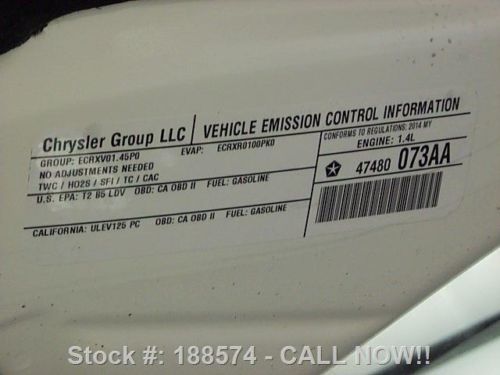 Chrysler Group LLC
VEHICLE EMISSION CONTROL INFORMATION
GROUP: ECRXV01.45P0 EVAP: ECRXR0100PK0
CONFORMS TO REGULATIONS: 2014 MY
NO ADJUSTMENTS NEEDED
ENGINE: 1.4L
TWC / HO2S / SFI / TC / CAC
47480 073AA
U.S. EPA: T2 B5 LDV OBD: CA OBD II FUEL: GASOLINE
CALIFORNIA: ULEV125 PC OBD: CA OBD II FUEL: GASOLINE
Stock #: 188574 - CALL NOW!!